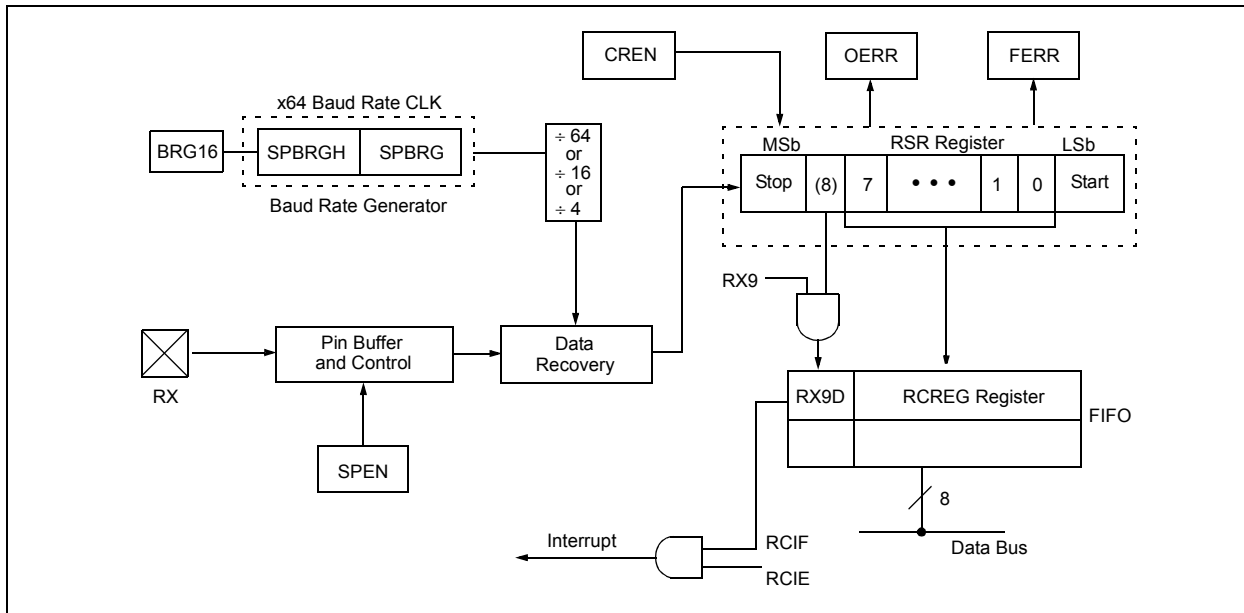 CREN
OERR
FERR
x64 Baud Rate CLK
BRG16
SPBRGH
SPBRG
Baud Rate Generator
÷ 64
or
÷ 16
or
÷ 4
MSb
RSR Register
LSb
Stop
(8)
7
• • •
1
0
Start
RX9
RX
Pin Buffer
and Control
Data
Recovery
SPEN
RX9D
RCREG Register
FIFO
8
Data Bus
Interrupt
RCIF
RCIE